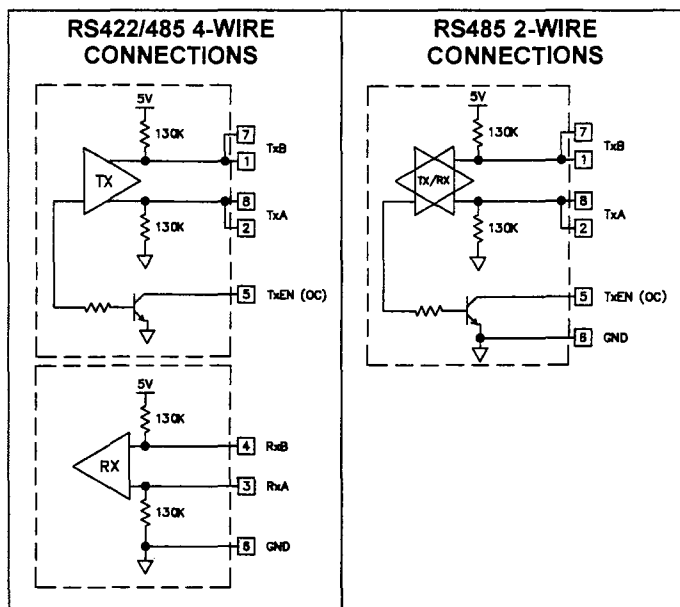 RS422/485 4-WIRE
CONNECTIONS
5V
130K
7
TxB
1
TX
8
TxA
2
130K
5 TxEN (OC)
5V
130K
4 RxB
RX
3 RxA
130K
6 GND
RS485 2-WIRE
CONNECTIONS
5V
130K
7
TxB
1
TX/RX
8
TxA
2
130K
5 TxEN (OC)
6 GND